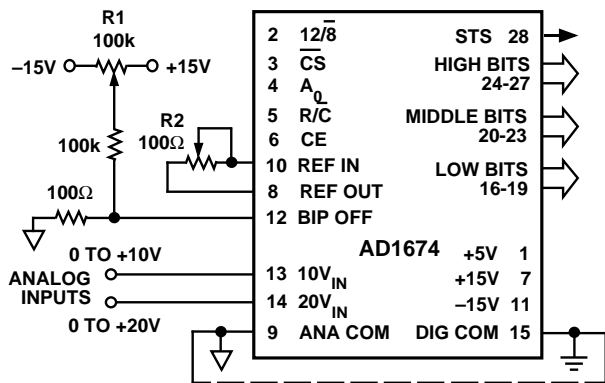 R1
100k
–15V
+15V
100k
R2
100Ω
100Ω
0 TO +10V
ANALOG
INPUTS
0 TO +20V
2 12/8̅
3 C̅S̅
4 A₀
5 R/C̅
6 CE
10 REF IN
8 REF OUT
12 BIP OFF
AD1674
13 10VIN
14 20VIN
9 ANA COM
STS 28
HIGH BITS
24-27
MIDDLE BITS
20-23
LOW BITS
16-19
+5V 1
+15V 7
–15V 11
DIG COM 15